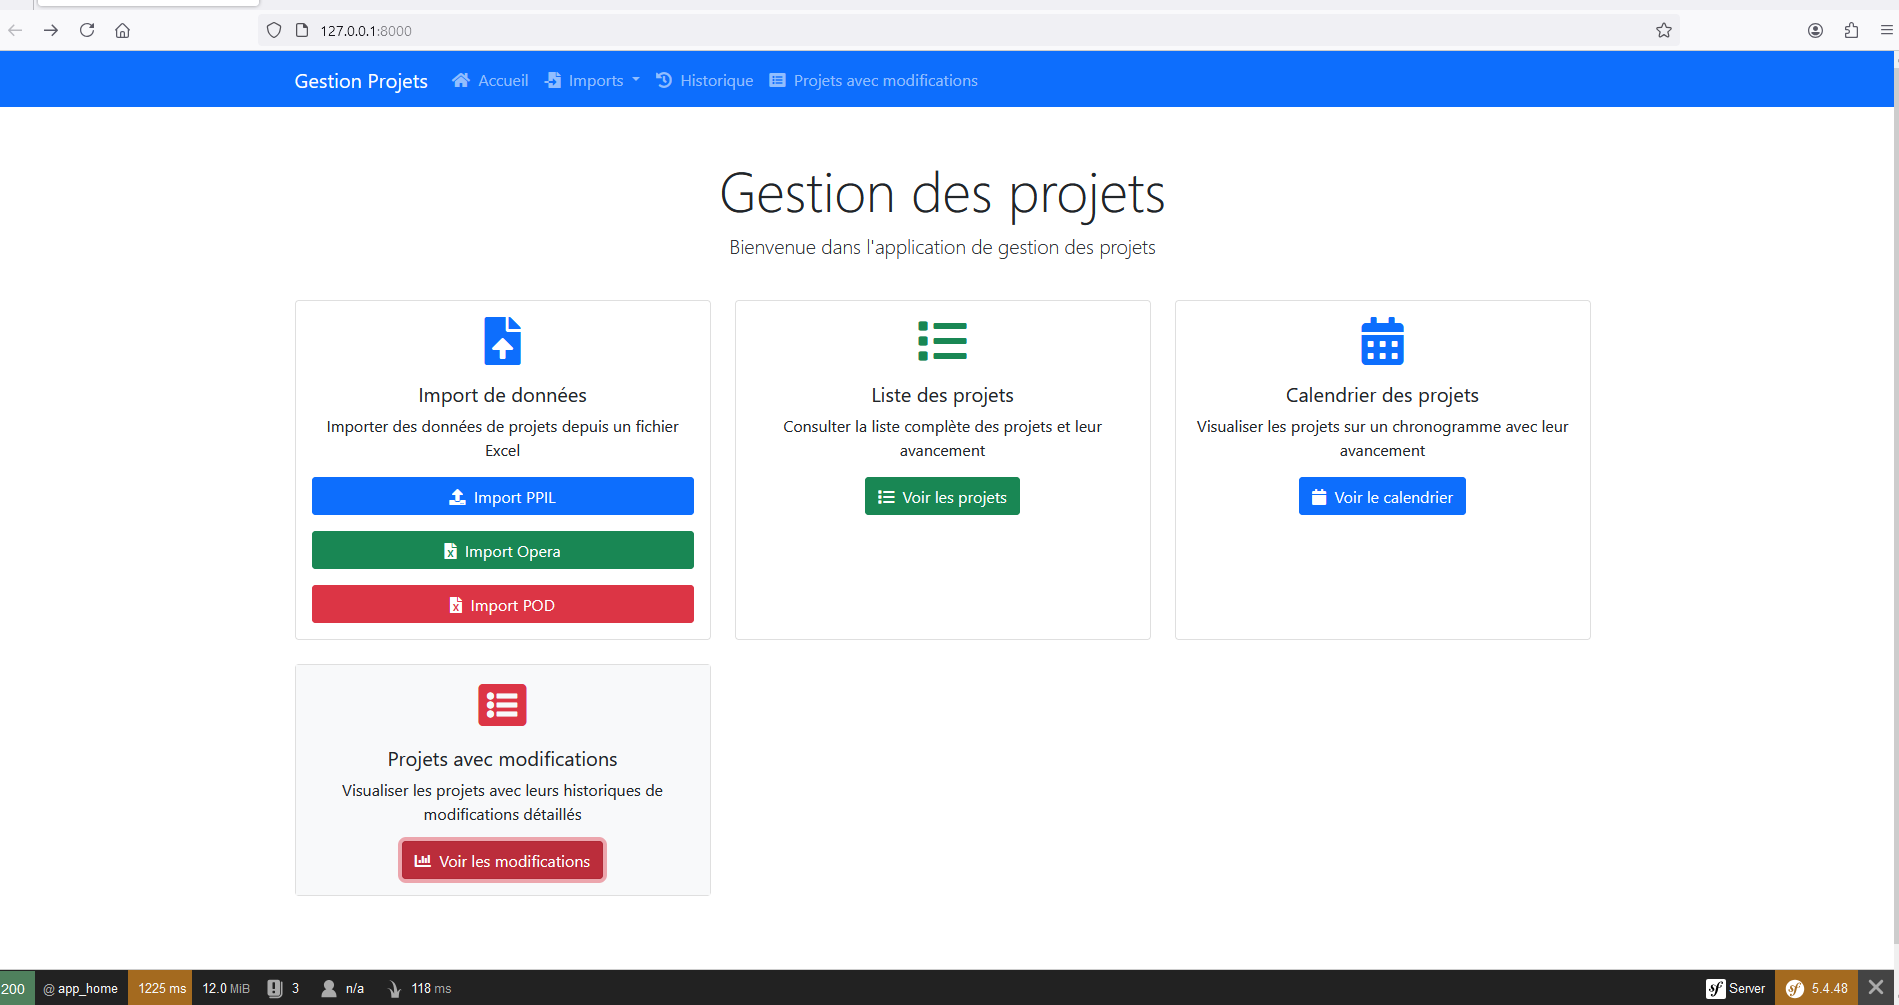 127.0.0.1:8000
Gestion Projets Accueil Imports Historique Projets avec modifications
Gestion des projets
Bienvenue dans l'application de gestion des projets
Import de données
Importer des données de projets depuis un fichier
Excel
Import PPIL
Import Opera
Import POD
Liste des projets
Consulter la liste complète des projets et leur
avancement
Voir les projets
Calendrier des projets
Visualiser les projets sur un chronogramme avec leur
avancement
Voir le calendrier
Projets avec modifications
Visualiser les projets avec leurs historiques de
modifications détaillés
Voir les modifications
200 @ app_home 1225 ms 12.0 MiB 3 n/a 118 ms sf Server sf 5.4.48